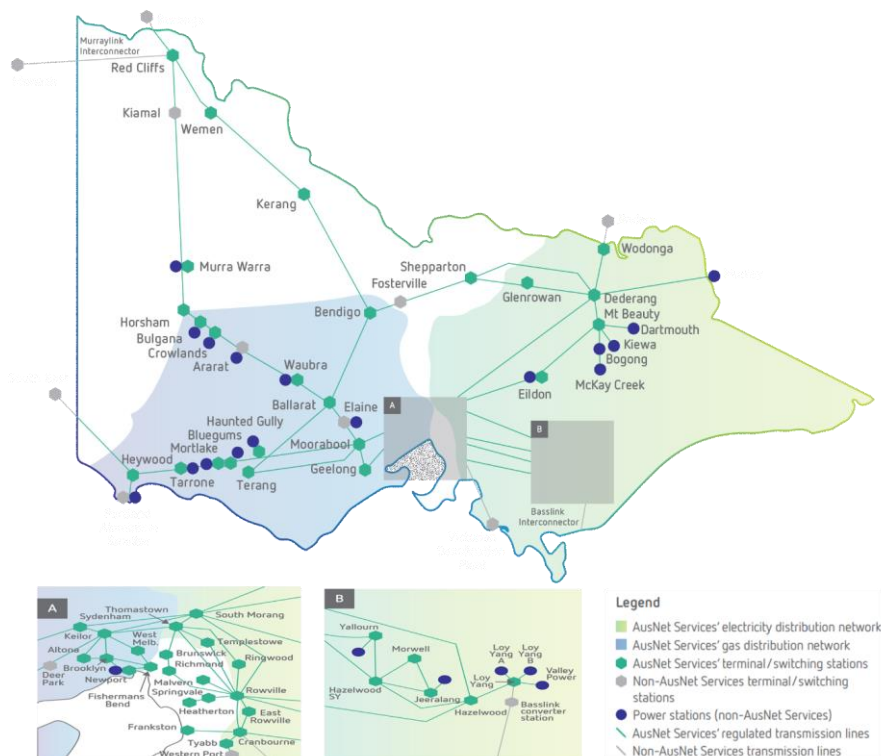 Murraylink
Interconnector
Red Cliffs
Kiamal
Wemen
Kerang
Murra Warra
Wodonga
Shepparton
Fosterville
Glenrowan
Dederang
Mt Beauty
Dartmouth
Kiewa
Bogong
McKay Creek
Horsham
Bulgana
Crowlands
Ararat
Bendigo
Waubra
Eildon
Ballarat
Elaine
A
B
Haunted Gully
Bluegums
Mortlake
Moorabool
Heywood
Tarrone
Terang
Geelong
Basslink
Interconnector
A
Thomastown
Sydenham
South Morang
Keilor
West
Melb.
Templestowe
Altona
Brunswick
Ringwood
Deer
Park
Brooklyn
Richmond
Newport
Malvern
Rowville
Springvale
Fishermans
Bend
Heatherton
East
Rowville
Frankston
Cranbourne
Tyabb
Western Port
B
Yallourn
Morwell
Loy
Yang
A
Loy
Yang
B
Valley
Power
Hazelwood
SY
Jeeralang
Loy
Yang
Hazelwood
Basslink
converter
station
Legend
AusNet Services' electricity distribution network
AusNet Services' gas distribution network
AusNet Services' terminal/switching stations
Non-AusNet Services terminal/switching
stations
Power stations (non-AusNet Services)
AusNet Services' regulated transmission lines
Non-AusNet Services transmission lines